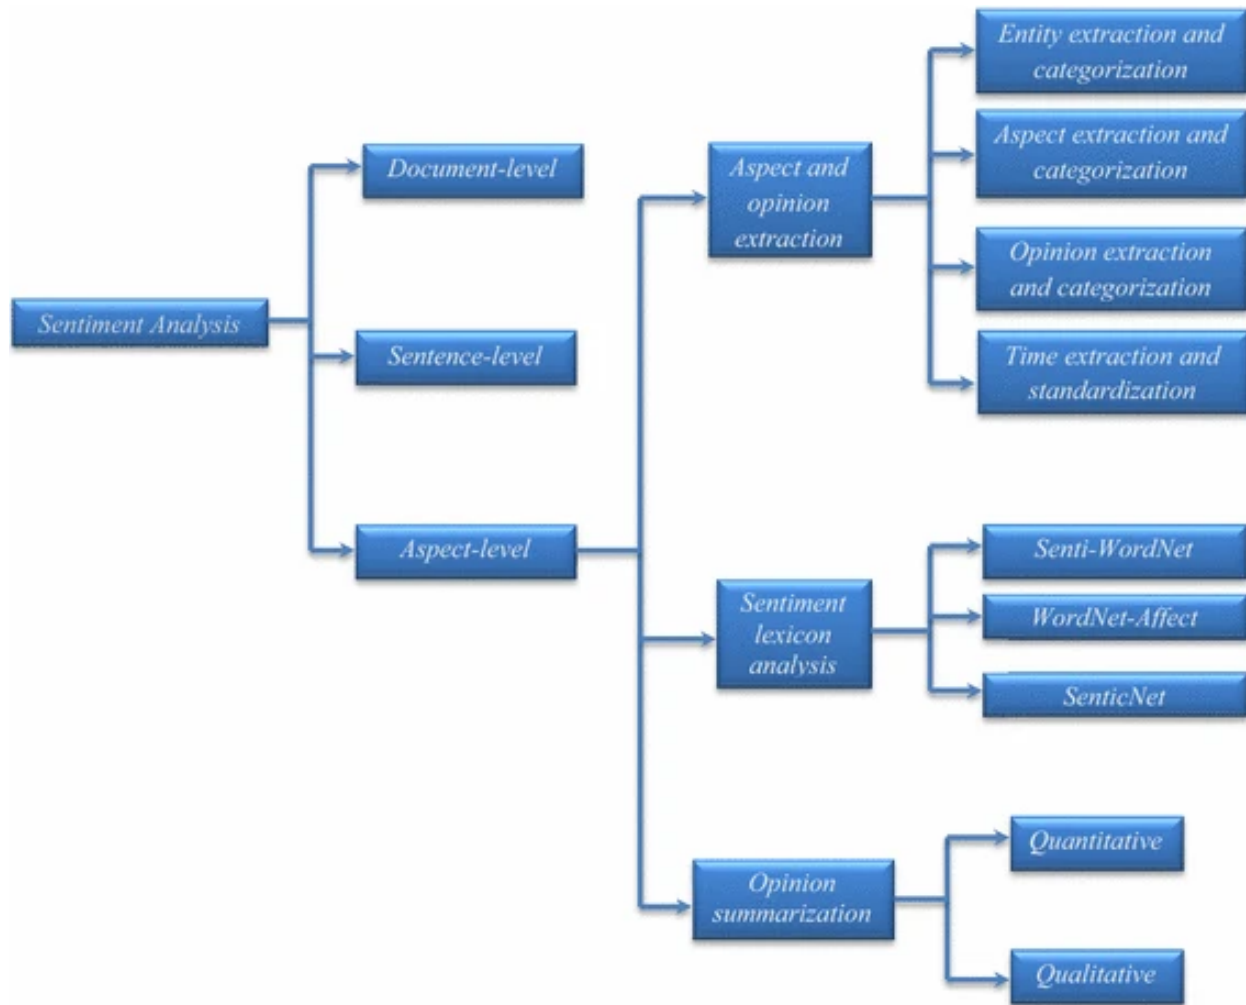 Sentiment Analysis
Document-level
Sentence-level
Aspect-level
Aspect and
opinion
extraction
Entity extraction and
categorization
Aspect extraction and
categorization
Opinion extraction
and categorization
Time extraction and
standardization
Sentiment
lexicon
analysis
Senti-WordNet
WordNet-Affect
SenticNet
Opinion
summarization
Quantitative
Qualitative